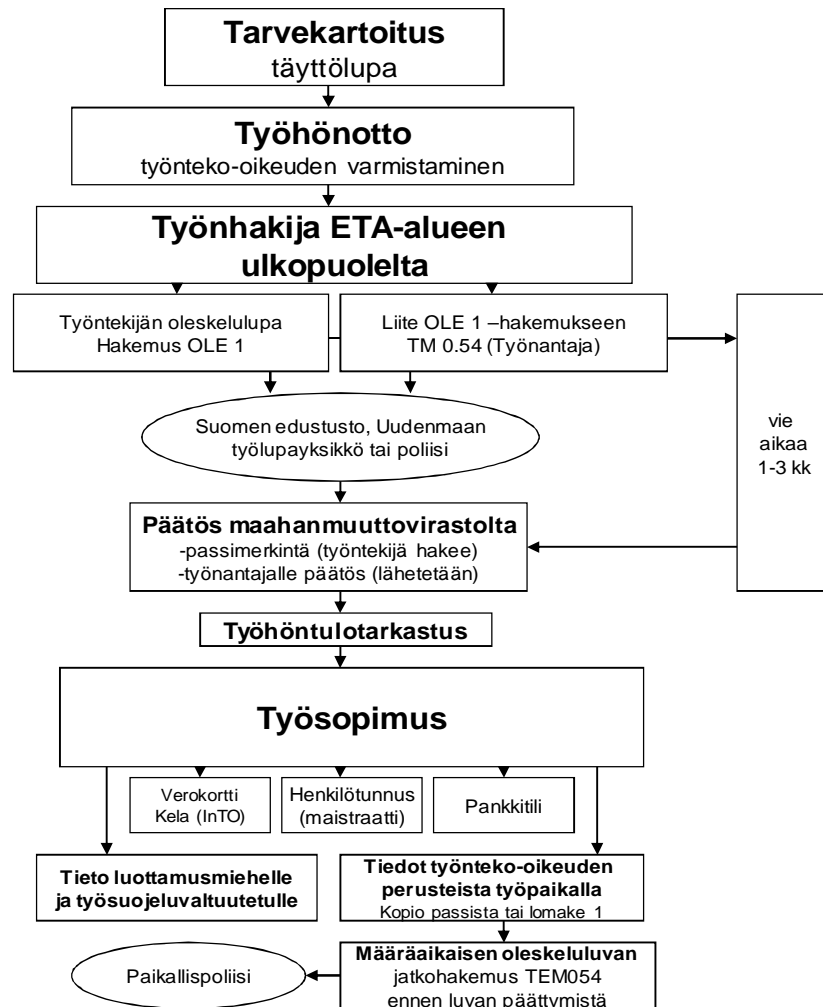 Tarvekartoitus
täyttölupa
Työhönotto
työnteko-oikeuden varmistaminen
Työnhakija ETA-alueen
ulkopuolelta
Työntekijän oleskelulupa
Hakemus OLE 1
Liite OLE 1 –hakemukseen
TM 0.54 (Työnantaja)
vie
aikaa
1-3 kk
Suomen edustusto, Uudenmaan
työlupayksikkö tai poliisi
Päätös maahanmuuttovirastolta
-passimerkintä (työntekijä hakee)
-työnantajalle päätös (lähetetään)
Työhöntulotarkastus
Työsopimus
Verokortti
Kela (InTO)
Henkilötunnus
(maistraatti)
Pankkitili
Tieto luottamusmiehelle
ja työsuojeluvaltuutetulle
Tiedot työnteko-oikeuden
perusteista työpaikalla
Kopio passista tai lomake 1
Paikallispoliisi
Määräaikaisen oleskeluluvan
jatkohakemus TEM054
ennen luvan päättymistä